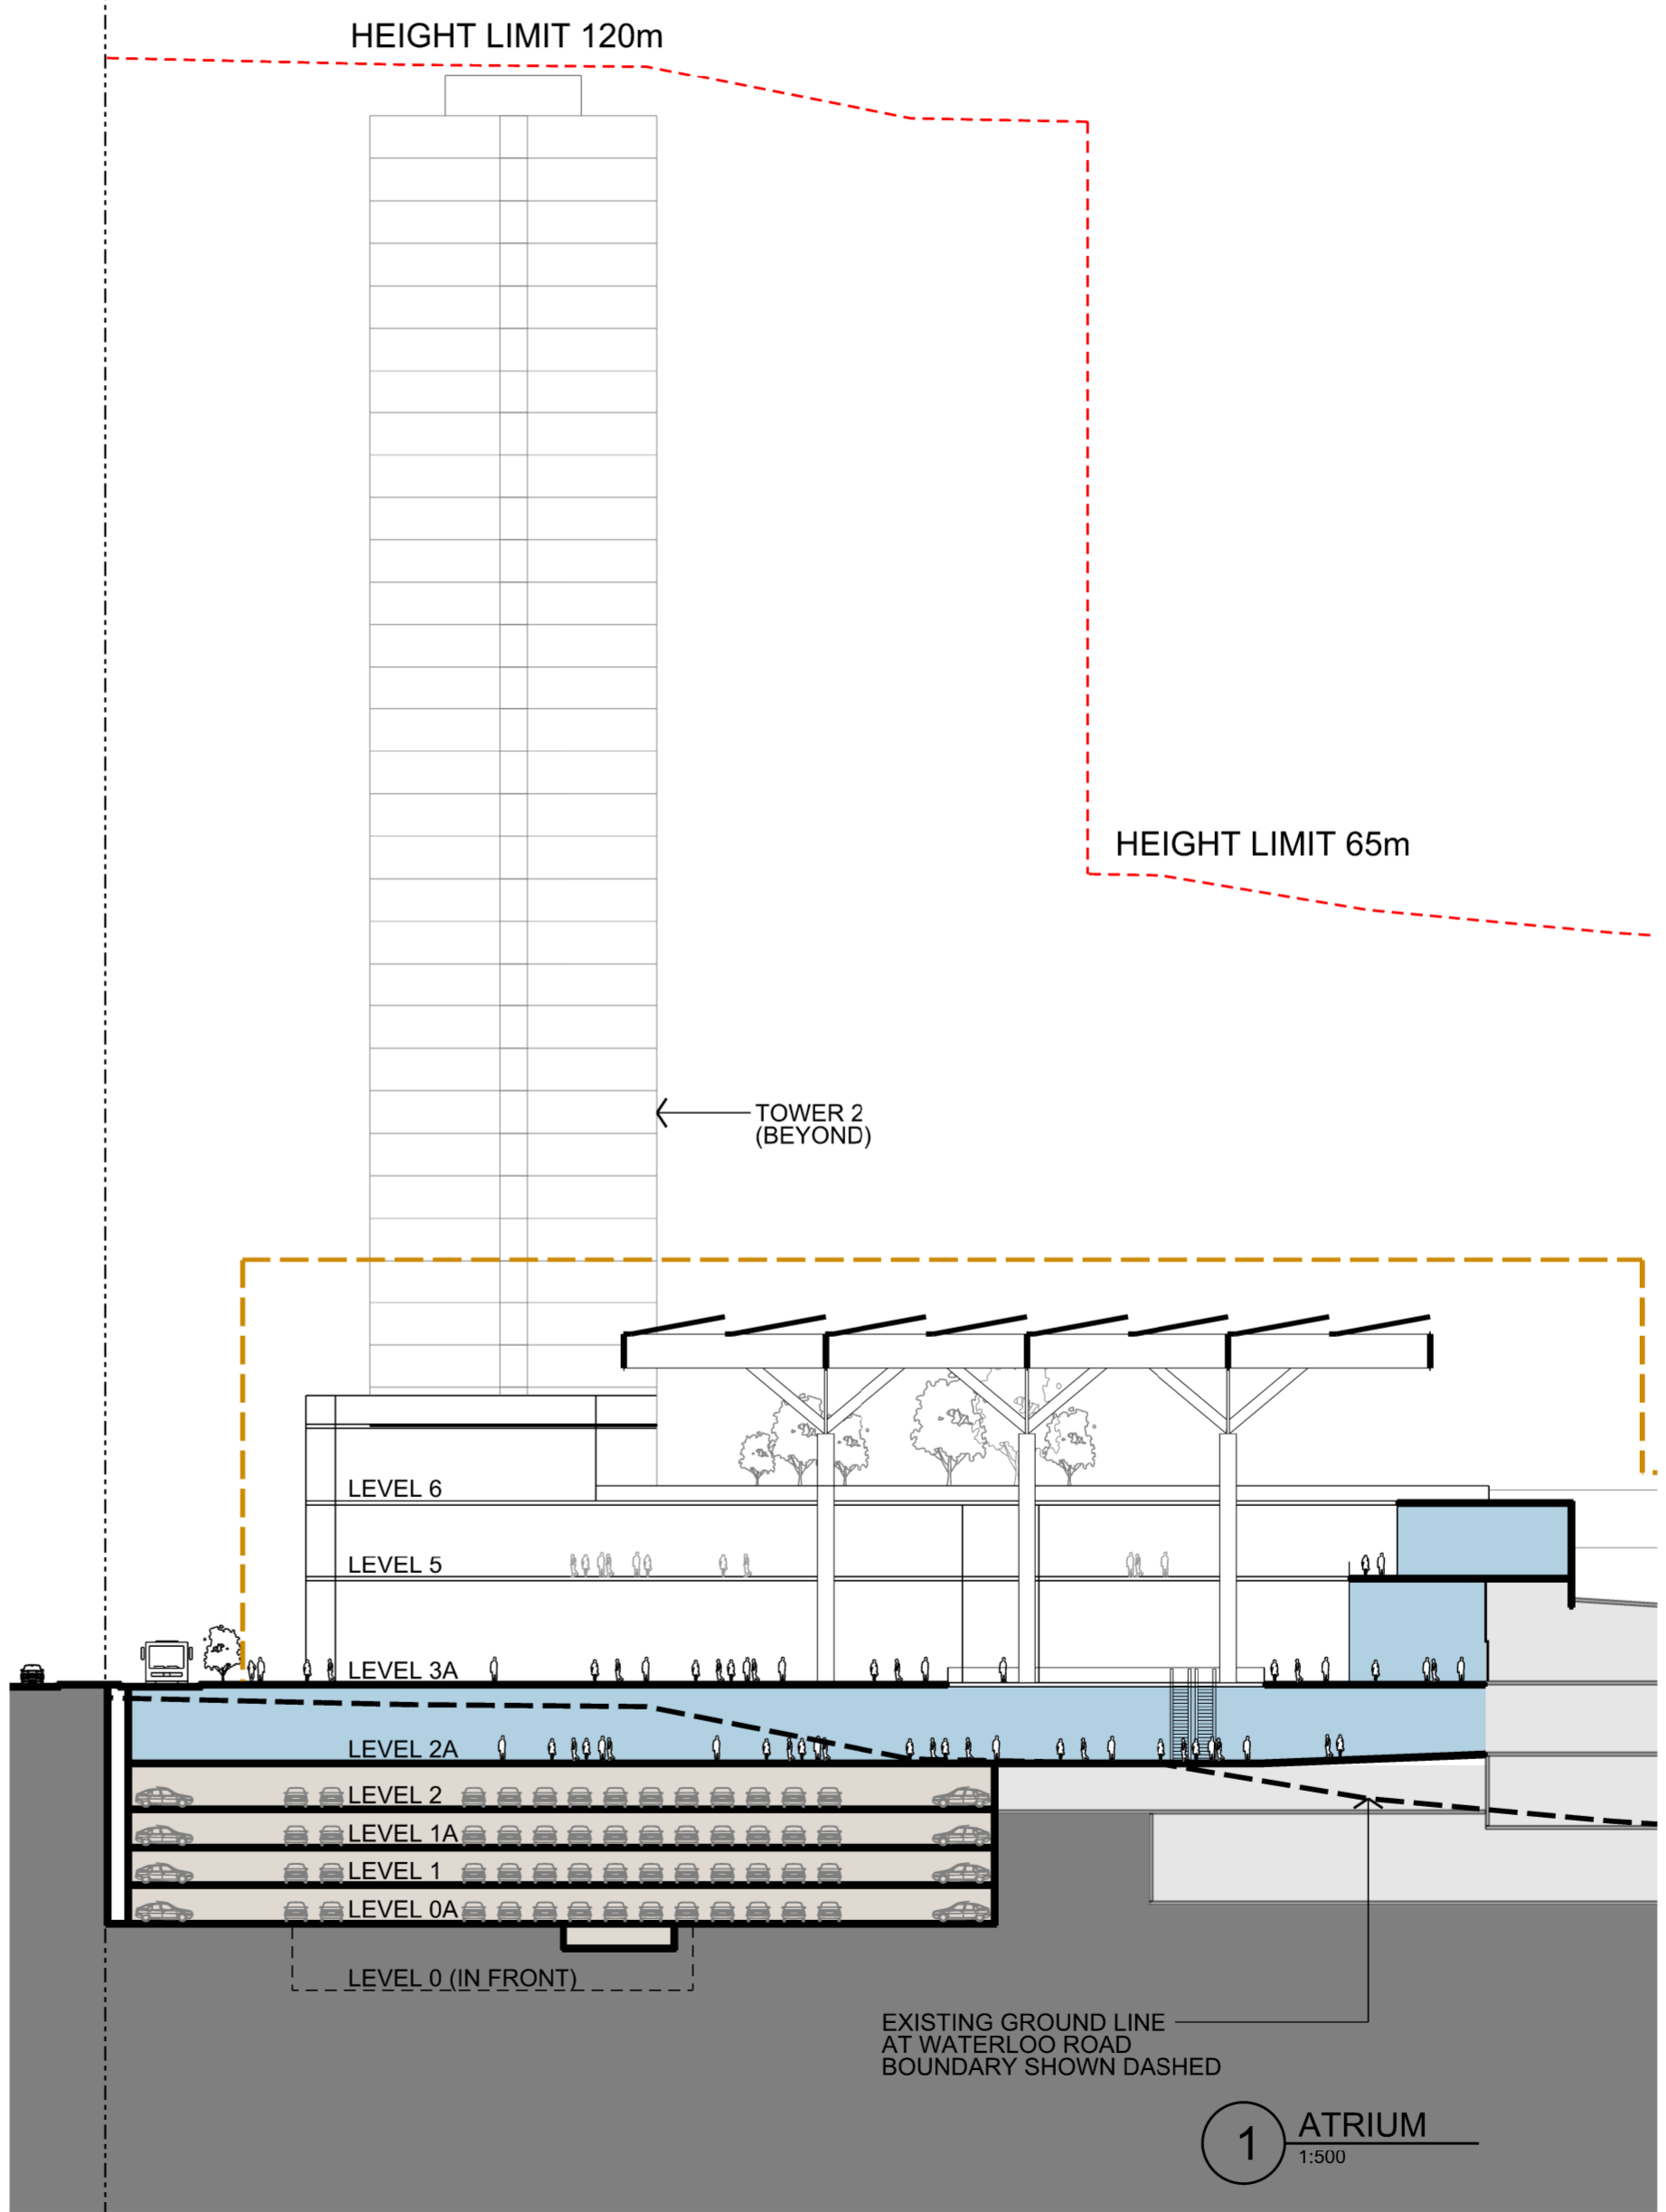 HEIGHT LIMIT 120m
HEIGHT LIMIT 65m
TOWER 2
(BEYOND)
LEVEL 6
LEVEL 5
LEVEL 3A
LEVEL 2A
LEVEL 2
LEVEL 1A
LEVEL 1
LEVEL 0A
LEVEL 0 (IN FRONT)
EXISTING GROUND LINE
AT WATERLOO ROAD
BOUNDARY SHOWN DASHED
1
ATRIUM
1:500